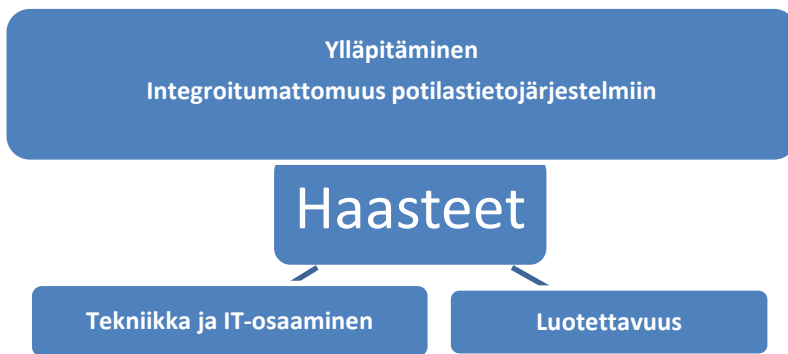 Ylläpitäminen
Integroitumattomuus potilastietojärjestelmiin
Haasteet
Tekniikka ja IT-osaaminen
Luotettavuus